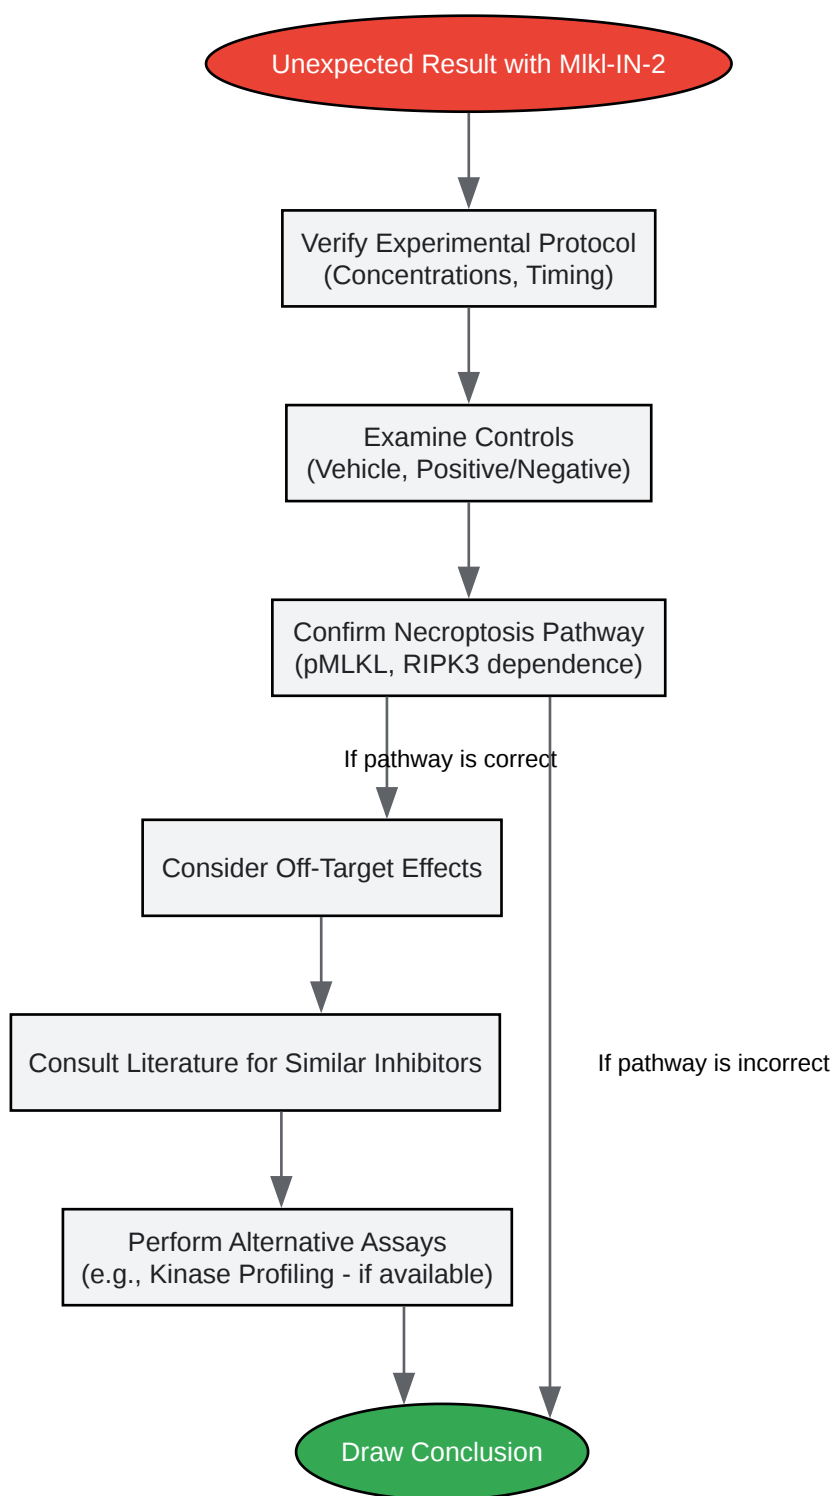 Unexpected Result with Mlkl-IN-2
Verify Experimental Protocol
(Concentrations, Timing)
Examine Controls
(Vehicle, Positive/Negative)
Confirm Necroptosis Pathway
(pMLKL, RIPK3 dependence)
If pathway is correct
Consider Off-Target Effects
Consult Literature for Similar Inhibitors
If pathway is incorrect
Perform Alternative Assays
(e.g., Kinase Profiling - if available)
Draw Conclusion